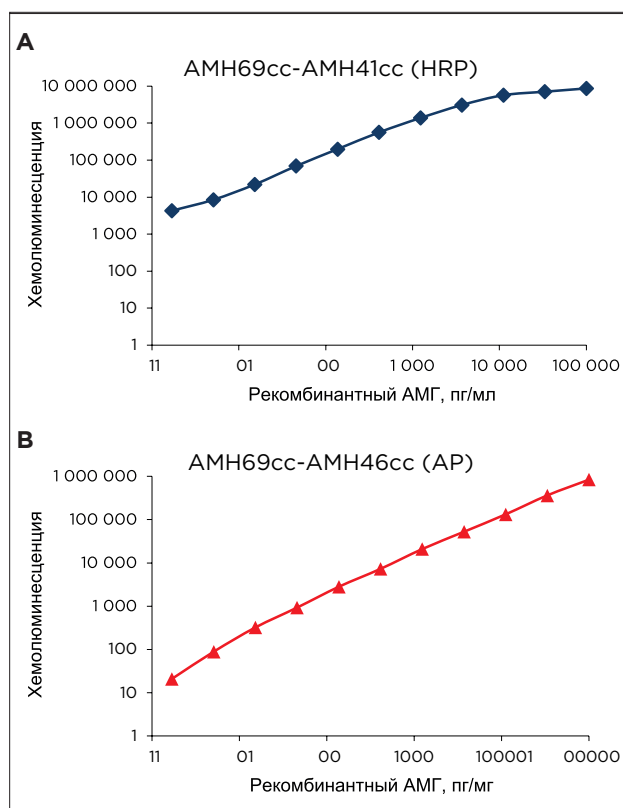 A
AMH69cc-AMH41cc (HRP)
10 000 000
1 000 000
100 000
10 000
1 000
100
10
1
Хемолюминесценция
11 01 00 1 000 10 000 100 000
Рекомбинантный АМГ, пг/мл
B
AMH69cc-AMH46cc (AP)
1 000 000
100 000
10 000
1 000
100
10
1
Хемолюминесценция
11 01 00 1000 100001 00000
Рекомбинантный АМГ, пг/мг